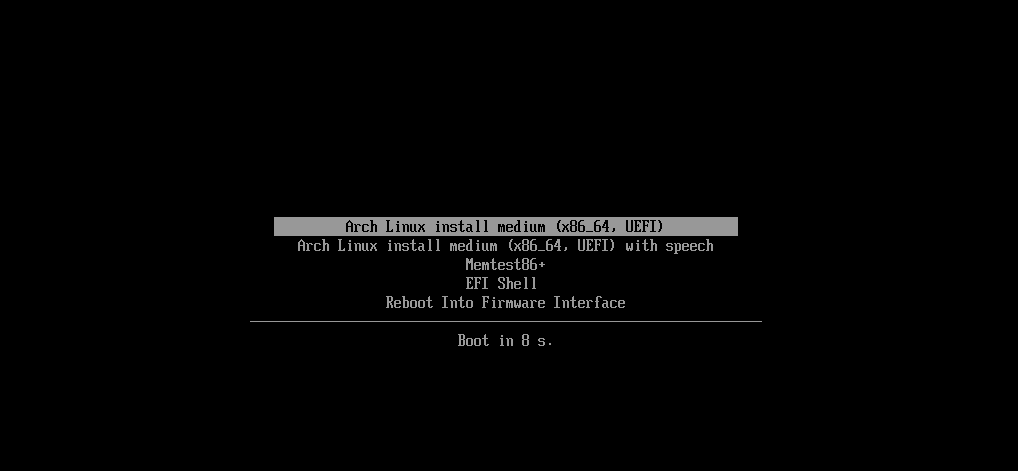 Arch Linux install medium (x86_64, UEFI)
Arch Linux install medium (x86_64, UEFI) with speech
Memtest86+
EFI Shell
Reboot Into Firmware Interface
Boot in 8 s.